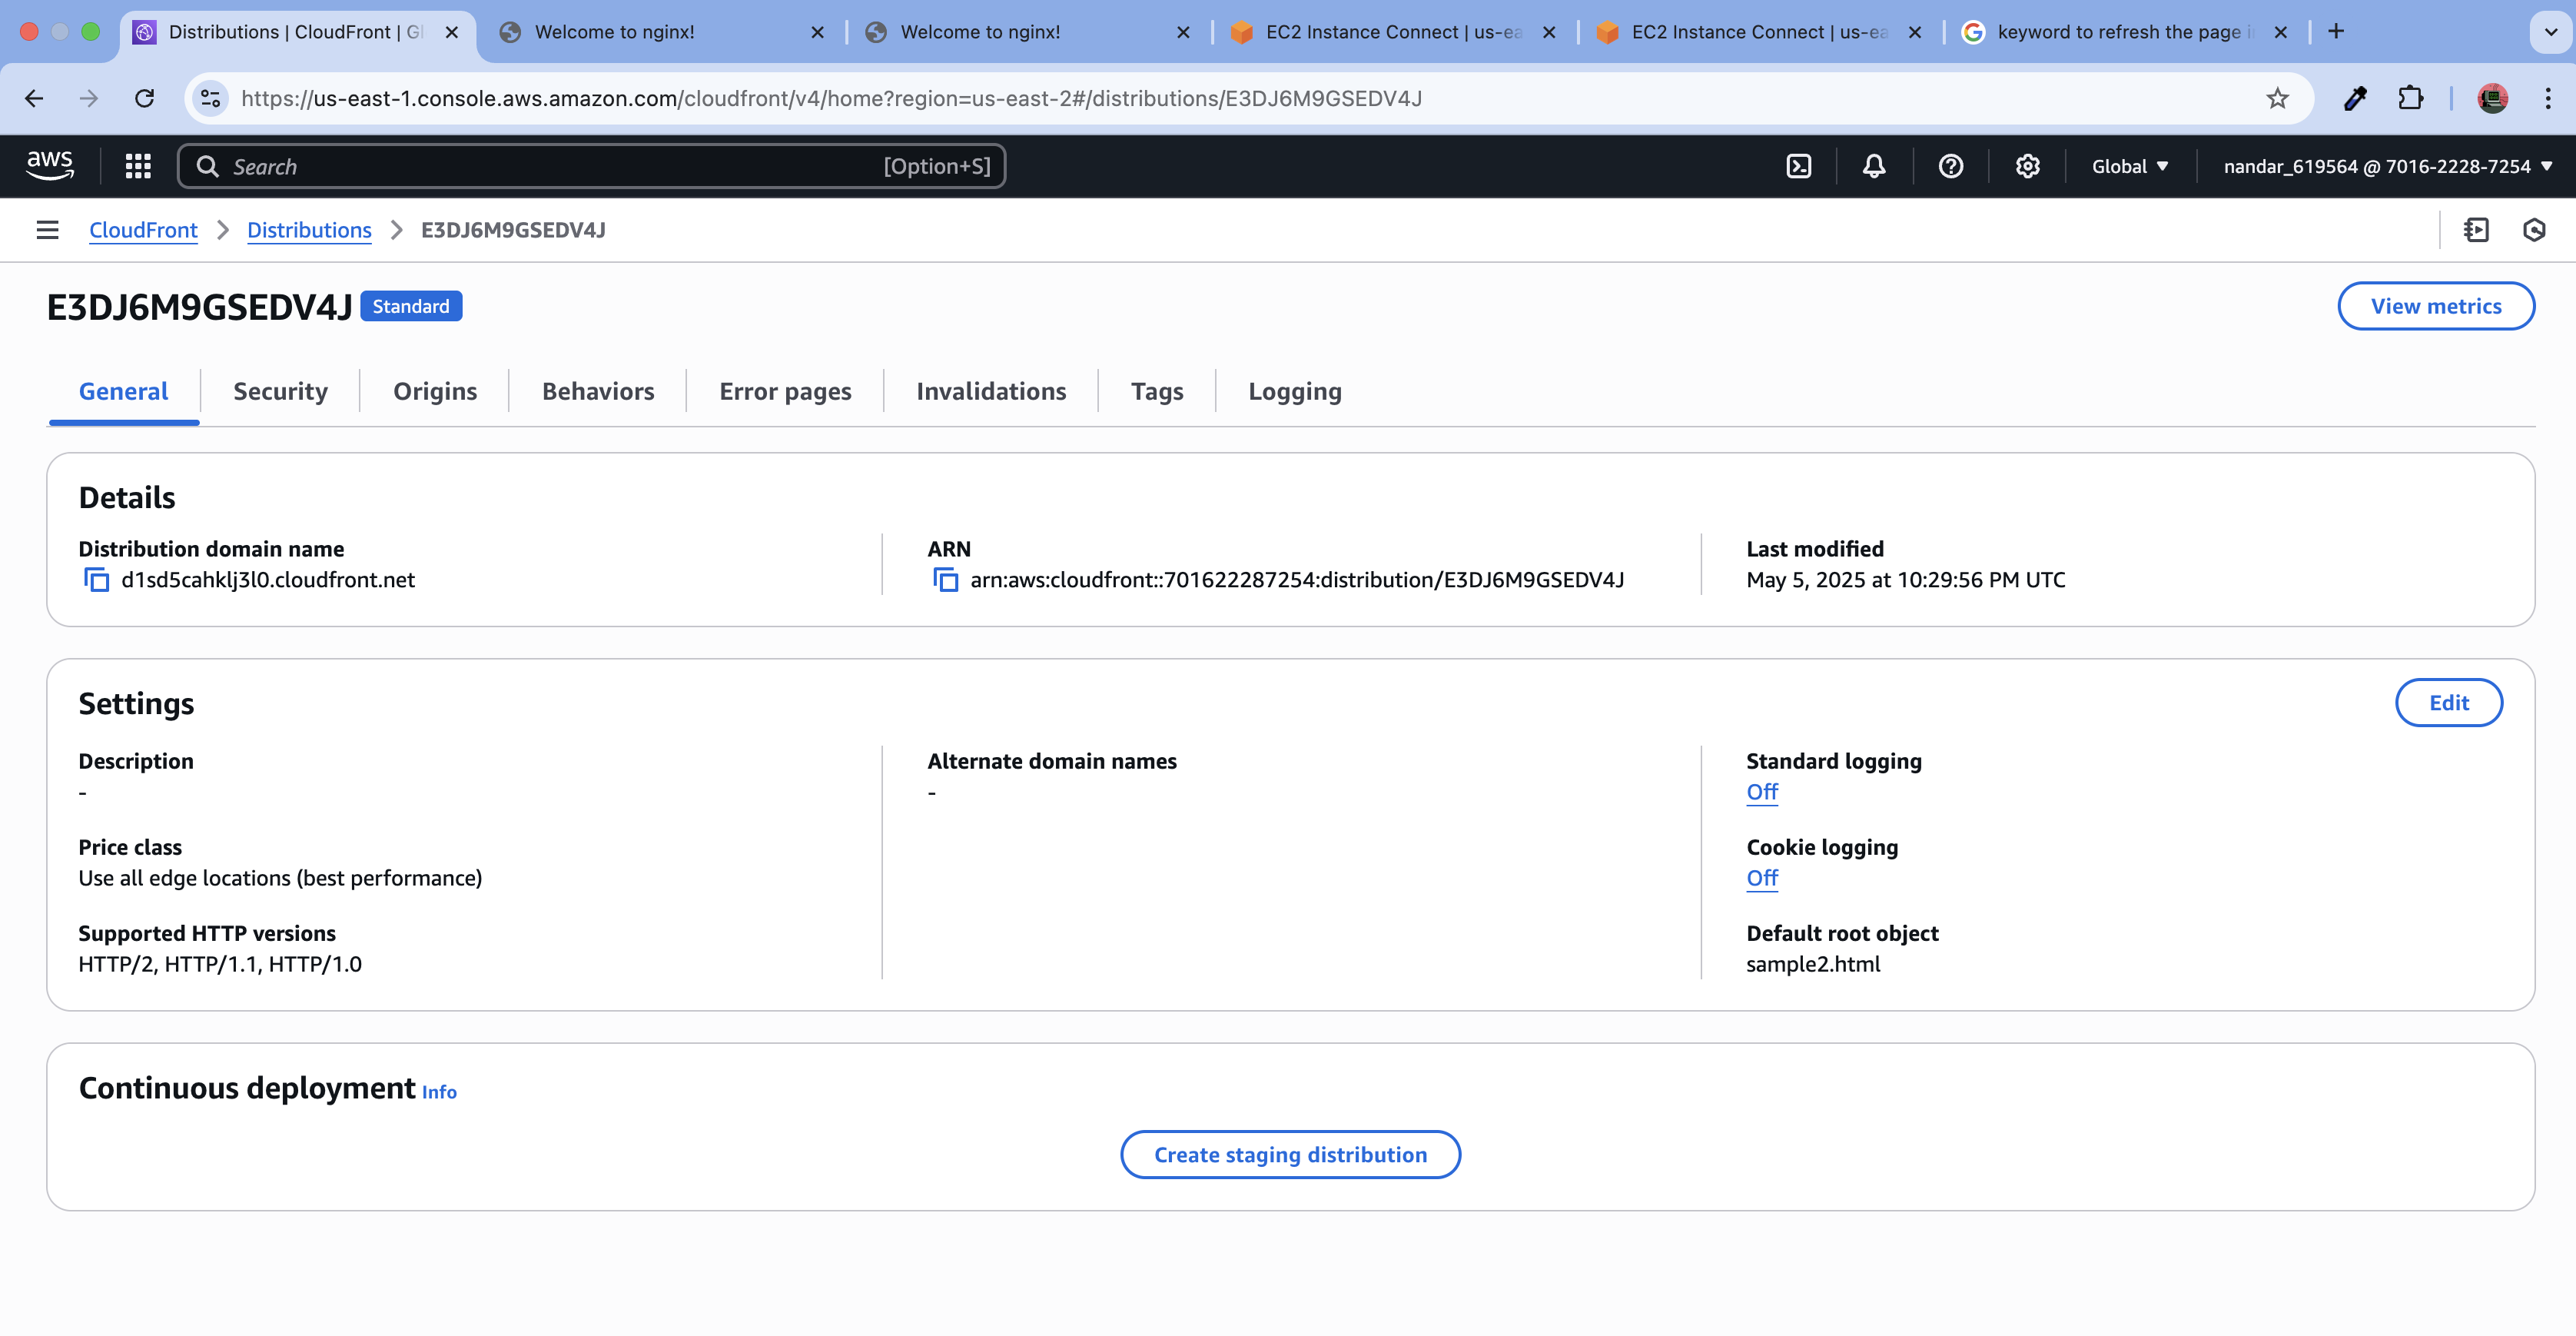 Distributions | CloudFront | Gl
Welcome to nginx!
Welcome to nginx!
EC2 Instance Connect | us-ea
EC2 Instance Connect | us-ea
keyword to refresh the page i
https://us-east-1.console.aws.amazon.com/cloudfront/v4/home?region=us-east-2#/distributions/E3DJ6M9GSEDV4J
aws
Search
[Option+S]
Global
nandar_619564 @ 7016-2228-7254
CloudFront
Distributions
E3DJ6M9GSEDV4J
E3DJ6M9GSEDV4J Standard
View metrics
General
Security
Origins
Behaviors
Error pages
Invalidations
Tags
Logging
Details
Distribution domain name
d1sd5cahklj3l0.cloudfront.net
ARN
arn:aws:cloudfront::701622287254:distribution/E3DJ6M9GSEDV4J
Last modified
May 5, 2025 at 10:29:56 PM UTC
Settings
Edit
Description
-
Price class
Use all edge locations (best performance)
Supported HTTP versions
HTTP/2, HTTP/1.1, HTTP/1.0
Alternate domain names
-
Standard logging
Off
Cookie logging
Off
Default root object
sample2.html
Continuous deployment Info
Create staging distribution